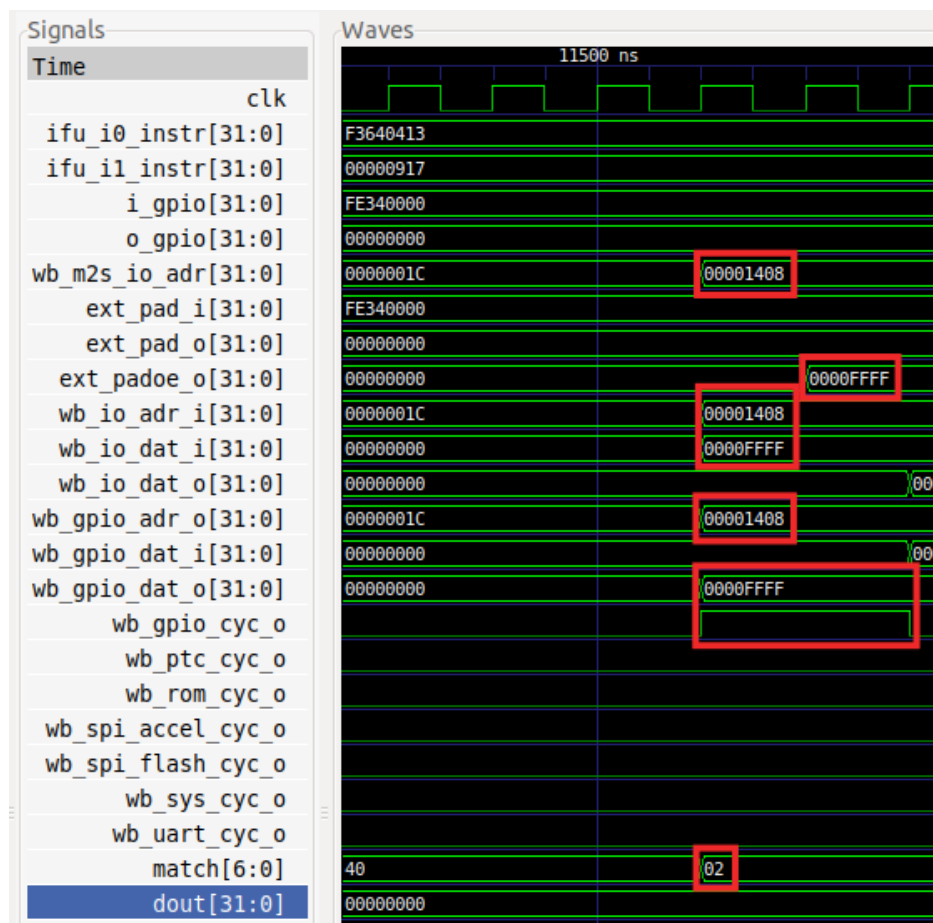 Signals Waves
Time 11500 ns
clk
ifu_i0_instr[31:0] F3640413
ifu_i1_instr[31:0] 00000917
i_gpio[31:0] FE340000
o_gpio[31:0] 00000000
wb_m2s_io_adr[31:0] 0000001C 00001408
ext_pad_i[31:0] FE340000
ext_pad_o[31:0] 00000000
ext_padoe_o[31:0] 00000000 0000FFFF
wb_io_adr_i[31:0] 0000001C 00001408
wb_io_dat_i[31:0] 00000000 0000FFFF
wb_io_dat_o[31:0] 00000000 00
wb_gpio_adr_o[31:0] 0000001C 00001408
wb_gpio_dat_i[31:0] 00000000 00
wb_gpio_dat_o[31:0] 00000000 0000FFFF
wb_gpio_cyc_o
wb_ptc_cyc_o
wb_rom_cyc_o
wb_spi_accel_cyc_o
wb_spi_flash_cyc_o
wb_sys_cyc_o
wb_uart_cyc_o
match[6:0] 40 02
dout[31:0] 00000000